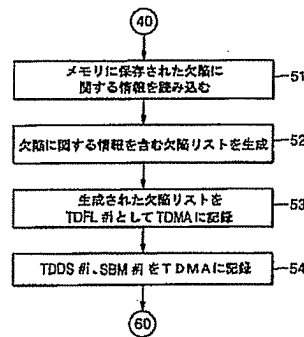 40
メモリに保存された欠陥に
関する情報を読み込む
51
欠陥に関する情報を含む欠陥リストを生成
52
生成された欠陥リストを
TDFL #iとしてTDMAに記録
53
TDDS #i、SBM #iをTDMAに記録
54
60